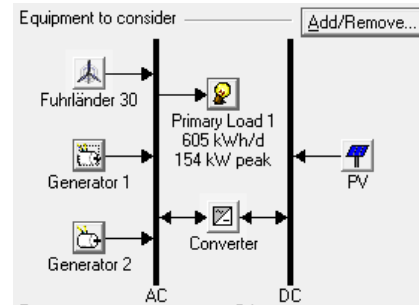 Equipment to consider
Add/Remove...
Fuhrländer 30
Primary Load 1
605 kWh/d
154 kW peak
Generator 1
PV
Converter
Generator 2
AC
DC